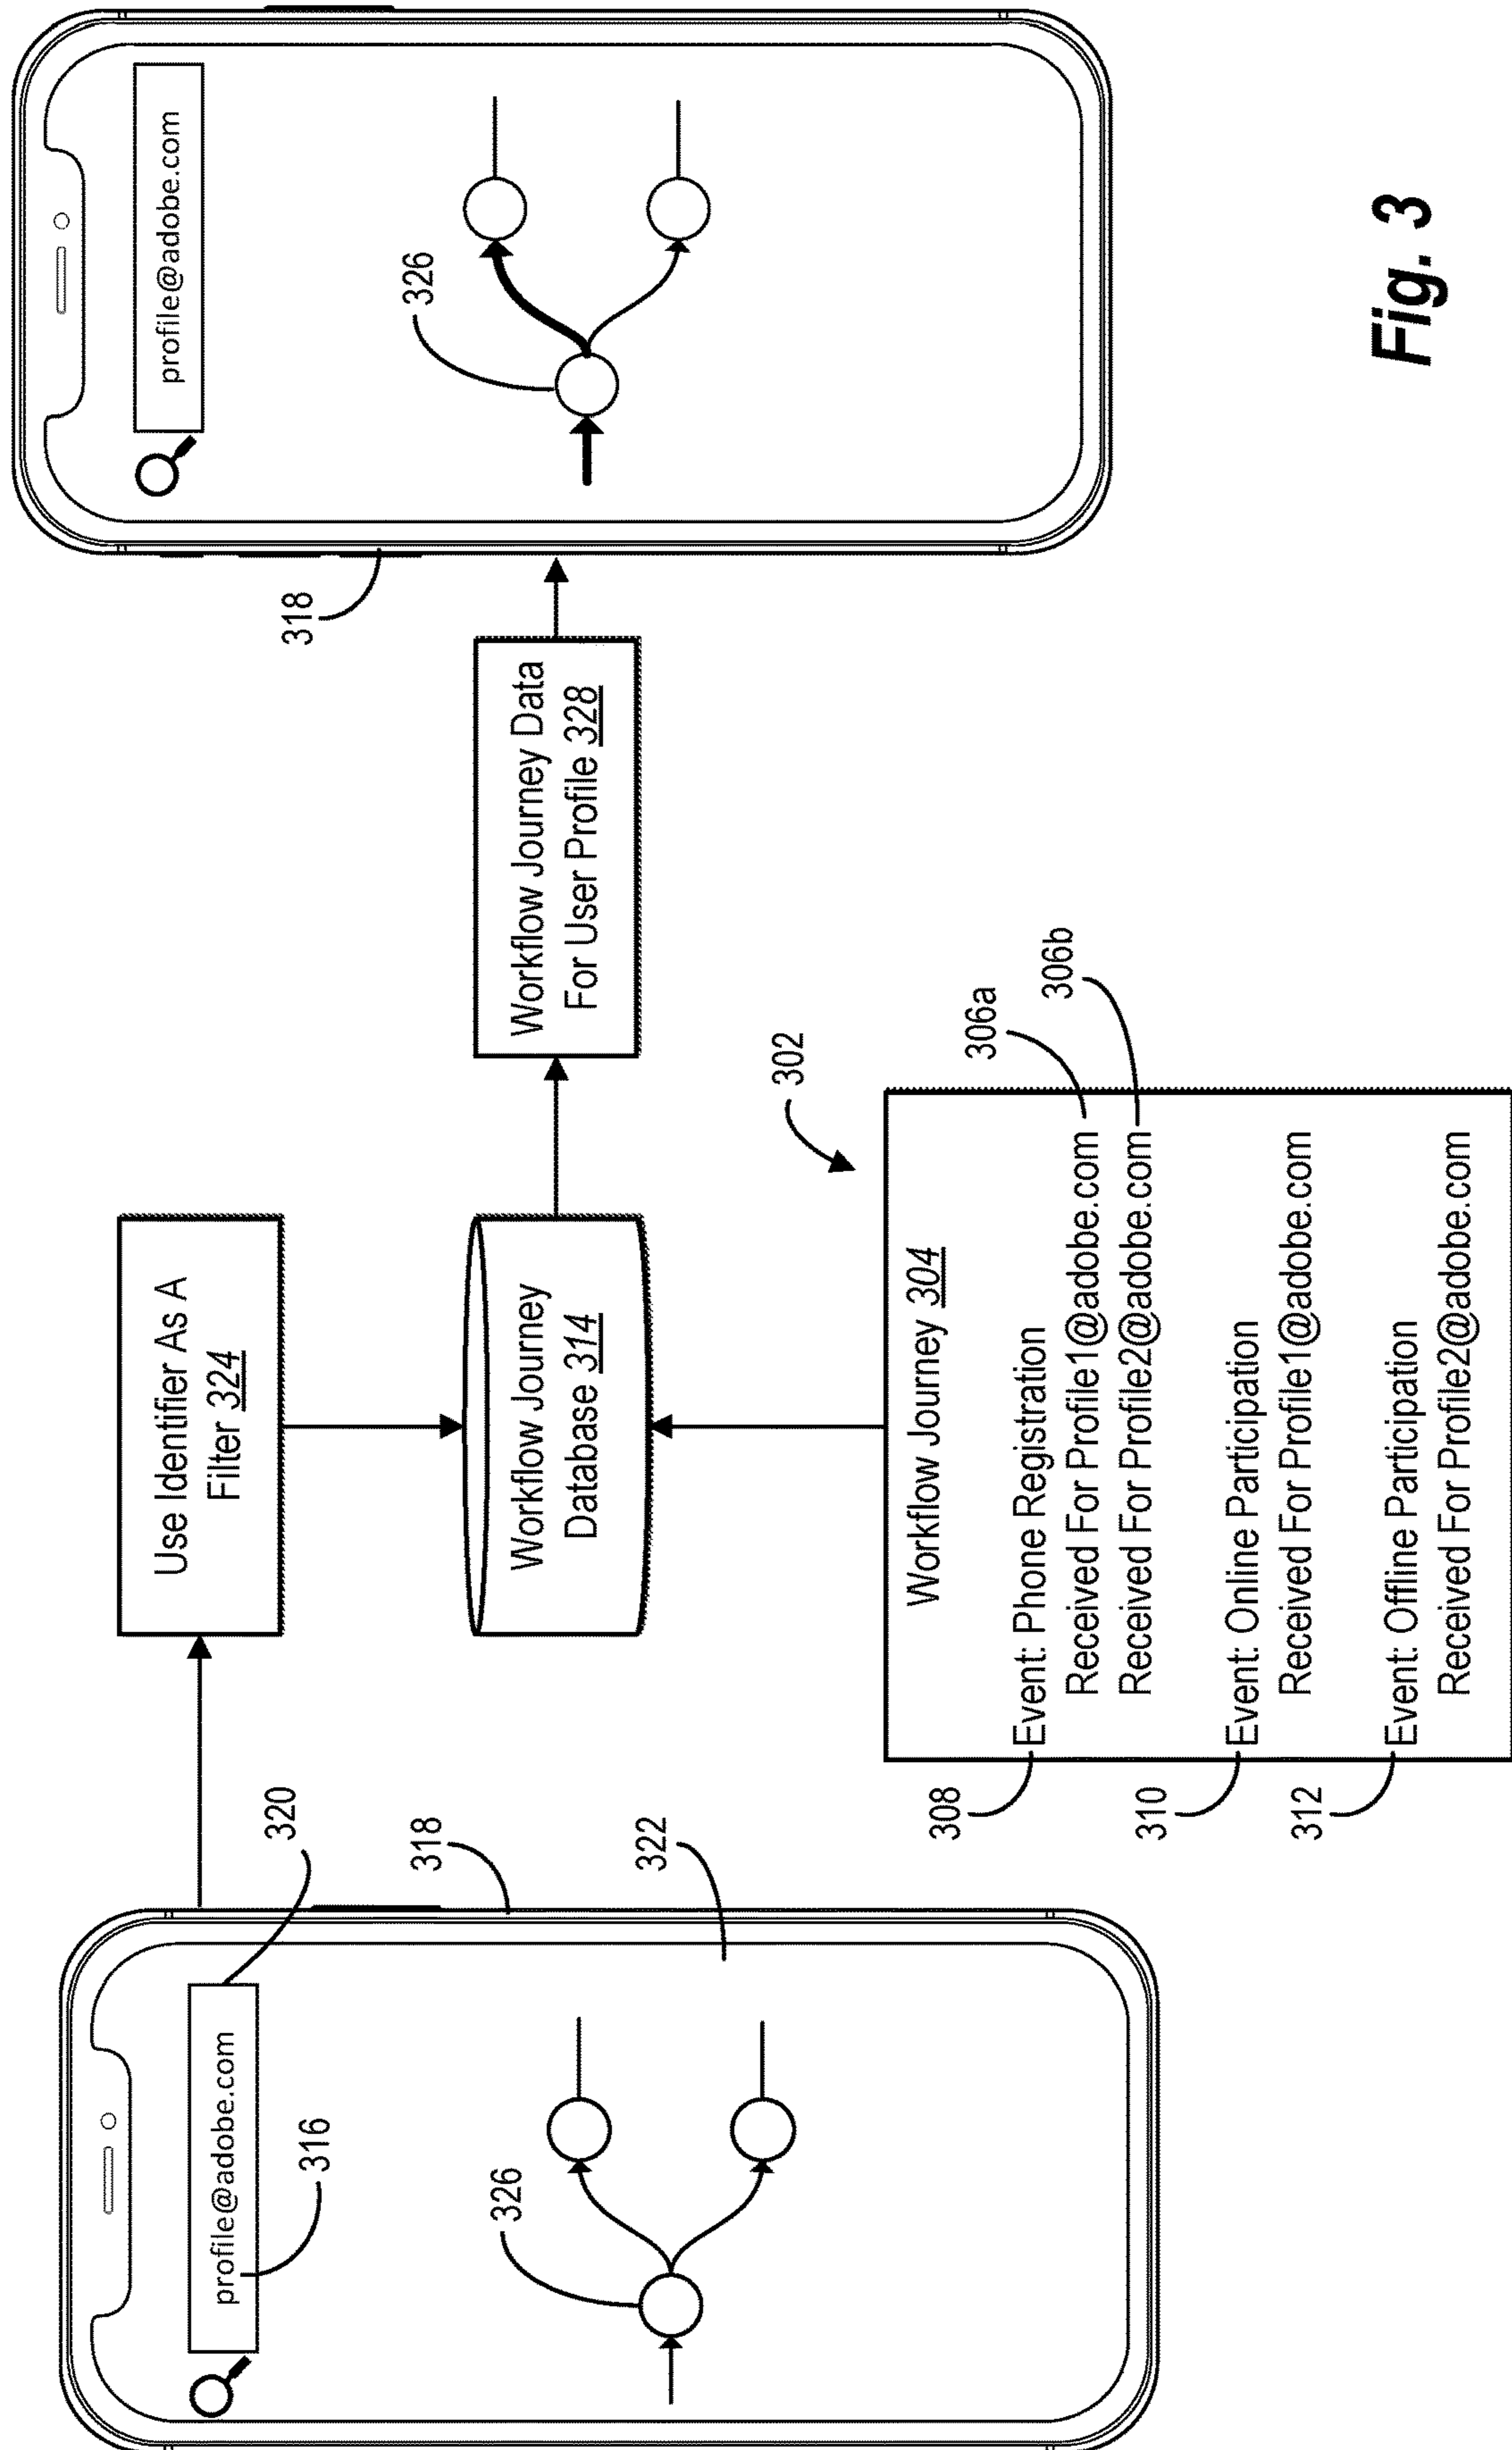 profile@adobe.com
316
320
326
318
322
Use Identifier As A
Filter 324
Workflow Journey
Database 314
302
Workflow Journey 304
308
Event: Phone Registration
Received For Profile1@adobe.com
306a
Received For Profile2@adobe.com
306b
310
Event: Online Participation
Received For Profile1@adobe.com
312
Event: Offline Participation
Received For Profile2@adobe.com
Workflow Journey Data
For User Profile 328
318
profile@adobe.com
326
Fig. 3